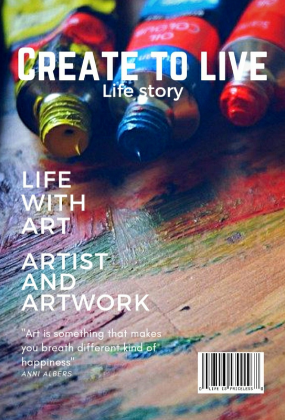 CREATE TO LIVE
Life story
LIFE
WITH
ART
ARTIST
AND
ARTWORK
"Art is something that makes
you breath different kind of
happiness"
ANNI ALBERS
LIFE IS PRICELESS